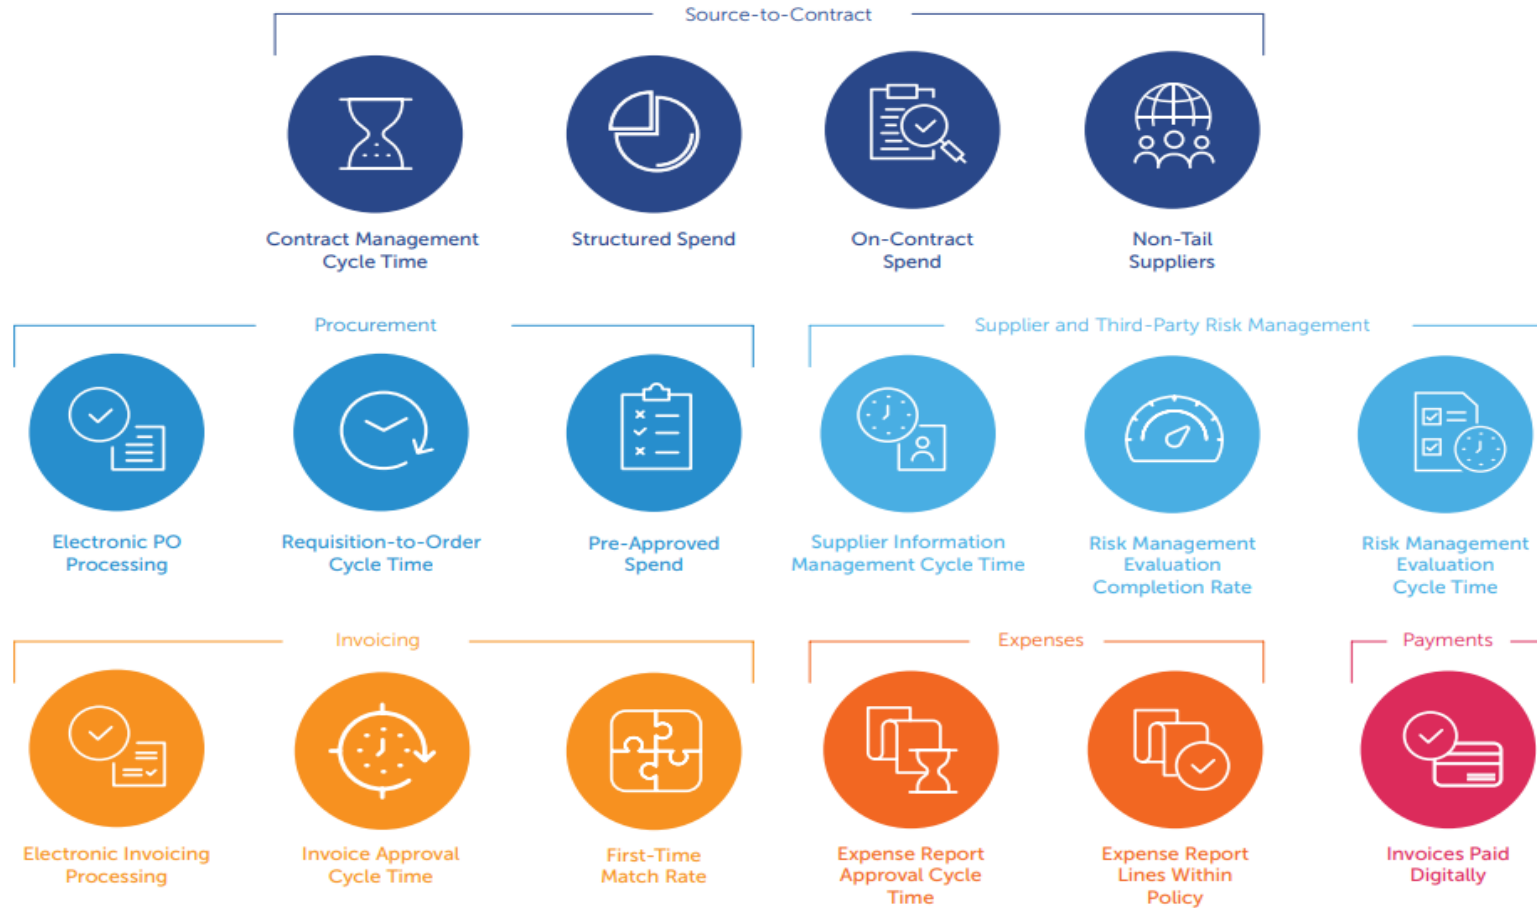 Source-to-Contract
Contract Management
Cycle Time
Structured Spend
On-Contract
Spend
Non-Tail
Suppliers
Procurement
Electronic PO
Processing
Requisition-to-Order
Cycle Time
Pre-Approved
Spend
Supplier and Third-Party Risk Management
Supplier Information
Management Cycle Time
Risk Management
Evaluation
Completion Rate
Risk Management
Evaluation
Cycle Time
Invoicing
Electronic Invoicing
Processing
Invoice Approval
Cycle Time
First-Time
Match Rate
Expenses
Expense Report
Approval Cycle
Time
Expense Report
Lines Within
Policy
Payments
Invoices Paid
Digitally